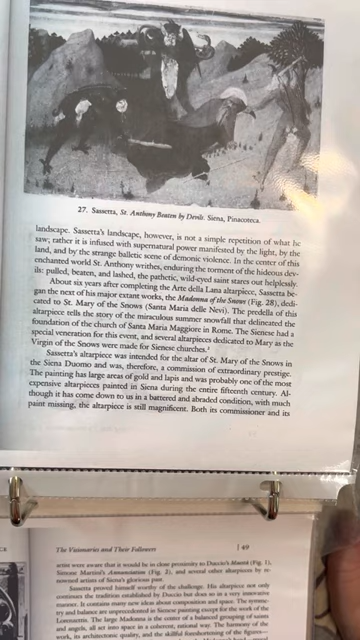 27. Sassetta, St. Anthony Beaten by Devils. Siena, Pinacoteca.
landscape. Sassetta's landscape, however, is not a simple repetition of what he
saw; rather it is infused with supernatural power manifested by the light, by the
land, and by the strange balletic scene of demonic violence. In the center of this
enchanted world St. Anthony writhes, enduring the torment of the hideous dev-
ils: pulled, beaten, and lashed, the pathetic, wild-eyed saint stares out helplessly.
About six years after completing the Arte della Lana altarpiece, Sassetta be-
gan the next of his major extant works, the Madonna of the Snows (Fig. 28), dedi-
cated to St. Mary of the Snows (Santa Maria delle Nevi). The predella of this
altarpiece tells the story of the miraculous summer snowfall that delineated the
foundation of the church of Santa Maria Maggiore in Rome. The Sienese had a
special veneration for this event, and several altarpieces dedicated to Mary as the
Virgin of the Snows were made for Sienese churches.
Sassetta's altarpiece was intended for the altar of St. Mary of the Snows in
the Siena Duomo and was, therefore, a commission of extraordinary prestige.
The painting has large areas of gold and lapis and was probably one of the most
expensive altarpieces painted in Siena during the entire fifteenth century. Al-
though it has come down to us in a battered and abraded condition, with much
paint missing, the altarpiece is still magnificent. Both its commissioner and its
The Visionaries and Their Followers | 49
artist were aware that it would be in close proximity to Duccio's Maestà (Fig. 1),
Simone Martini's Annunciation (Fig. 2), and several other altarpieces by re-
nowned artists of Siena's glorious past.
Sassetta proved himself worthy of the challenge. His altarpiece not only
continues the tradition established by Duccio but does so in a very innovative
manner. It contains many new ideas about composition and space. The symme-
try and balance are unprecedented in Sienese painting except for the work of the
Lorenzettis. The large Madonna is the center of a balanced grouping of saints
and angels, all set into space in a coherent, rational way. The harmony of the
work, its architectonic quality, and the skillful foreshortening of the figures